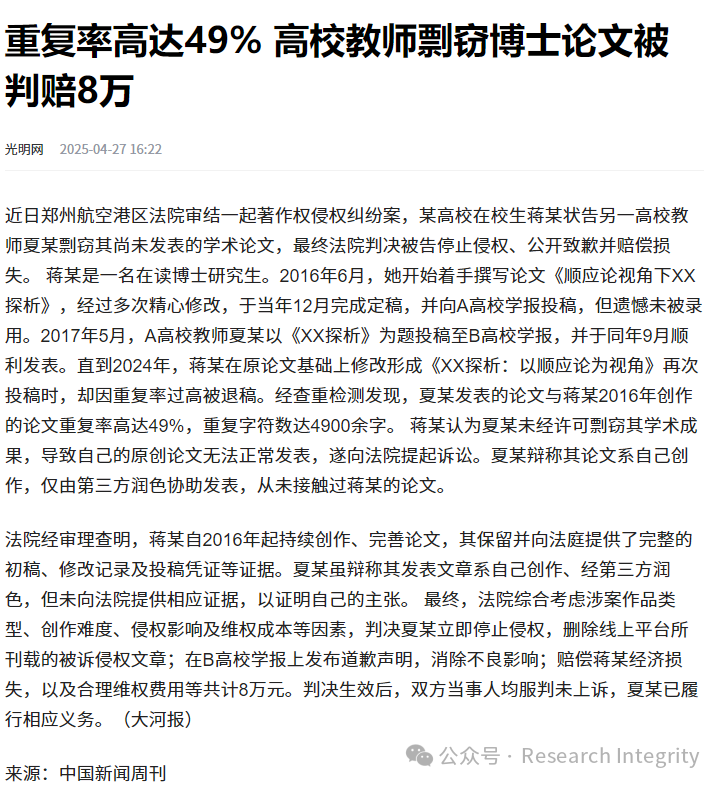 重复率高达49% 高校教师剽窃博士论文被
判赔8万
光明网 2025-04-27 16:22
近日郑州航空港区法院审结一起著作权侵权纠纷案，某高校在校生蒋某状告另一高校教
师夏某剽窃其尚未发表的学术论文，最终法院判决被告停止侵权、公开致歉并赔偿损
失。 蒋某是一名在读博士研究生。2016年6月，她开始着手撰写论文《顺应论视角下XX
探析》，经过多次精心修改，于当年12月完成定稿，并向A高校学报投稿，但遗憾未被录
用。2017年5月，A高校教师夏某以《XX探析》为题投稿至B高校学报，并于同年9月顺
利发表。直到2024年，蒋某在原论文基础上修改形成《XX探析：以顺应论为视角》再次
投稿时，却因重复率过高被退稿。经查重检测发现，夏某发表的论文与蒋某2016年创作
的论文重复率高达49%，重复字符数达4900余字。 蒋某认为夏某未经许可剽窃其学术成
果，导致自己的原创论文无法正常发表，遂向法院提起诉讼。夏某辩称其论文系自己创
作，仅由第三方润色协助发表，从未接触过蒋某的论文。
法院经审理查明，蒋某自2016年起持续创作、完善论文，其保留并向法庭提供了完整的
初稿、修改记录及投稿凭证等证据。夏某虽辩称其发表文章系自己创作、经第三方润
色，但未向法院提供相应证据，以证明自己的主张。 最终，法院综合考虑涉案作品类
型、创作难度、侵权影响及维权成本等因素，判决夏某立即停止侵权，删除线上平台所
刊载的被诉侵权文章；在B高校学报上发布道歉声明，消除不良影响；赔偿蒋某经济损
失，以及合理维权费用等共计8万元。判决生效后，双方当事人均服判未上诉，夏某已履
行相应义务。（大河报）
公众号 · Research Integrity
来源：中国新闻周刊